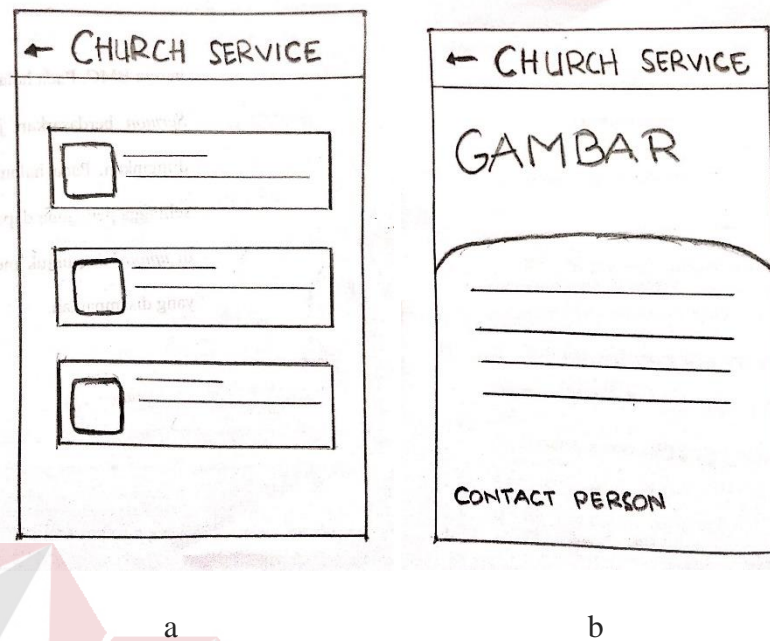 ← CHURCH SERVICE
← CHURCH SERVICE
GAMBAR
CONTACT PERSON
a
b